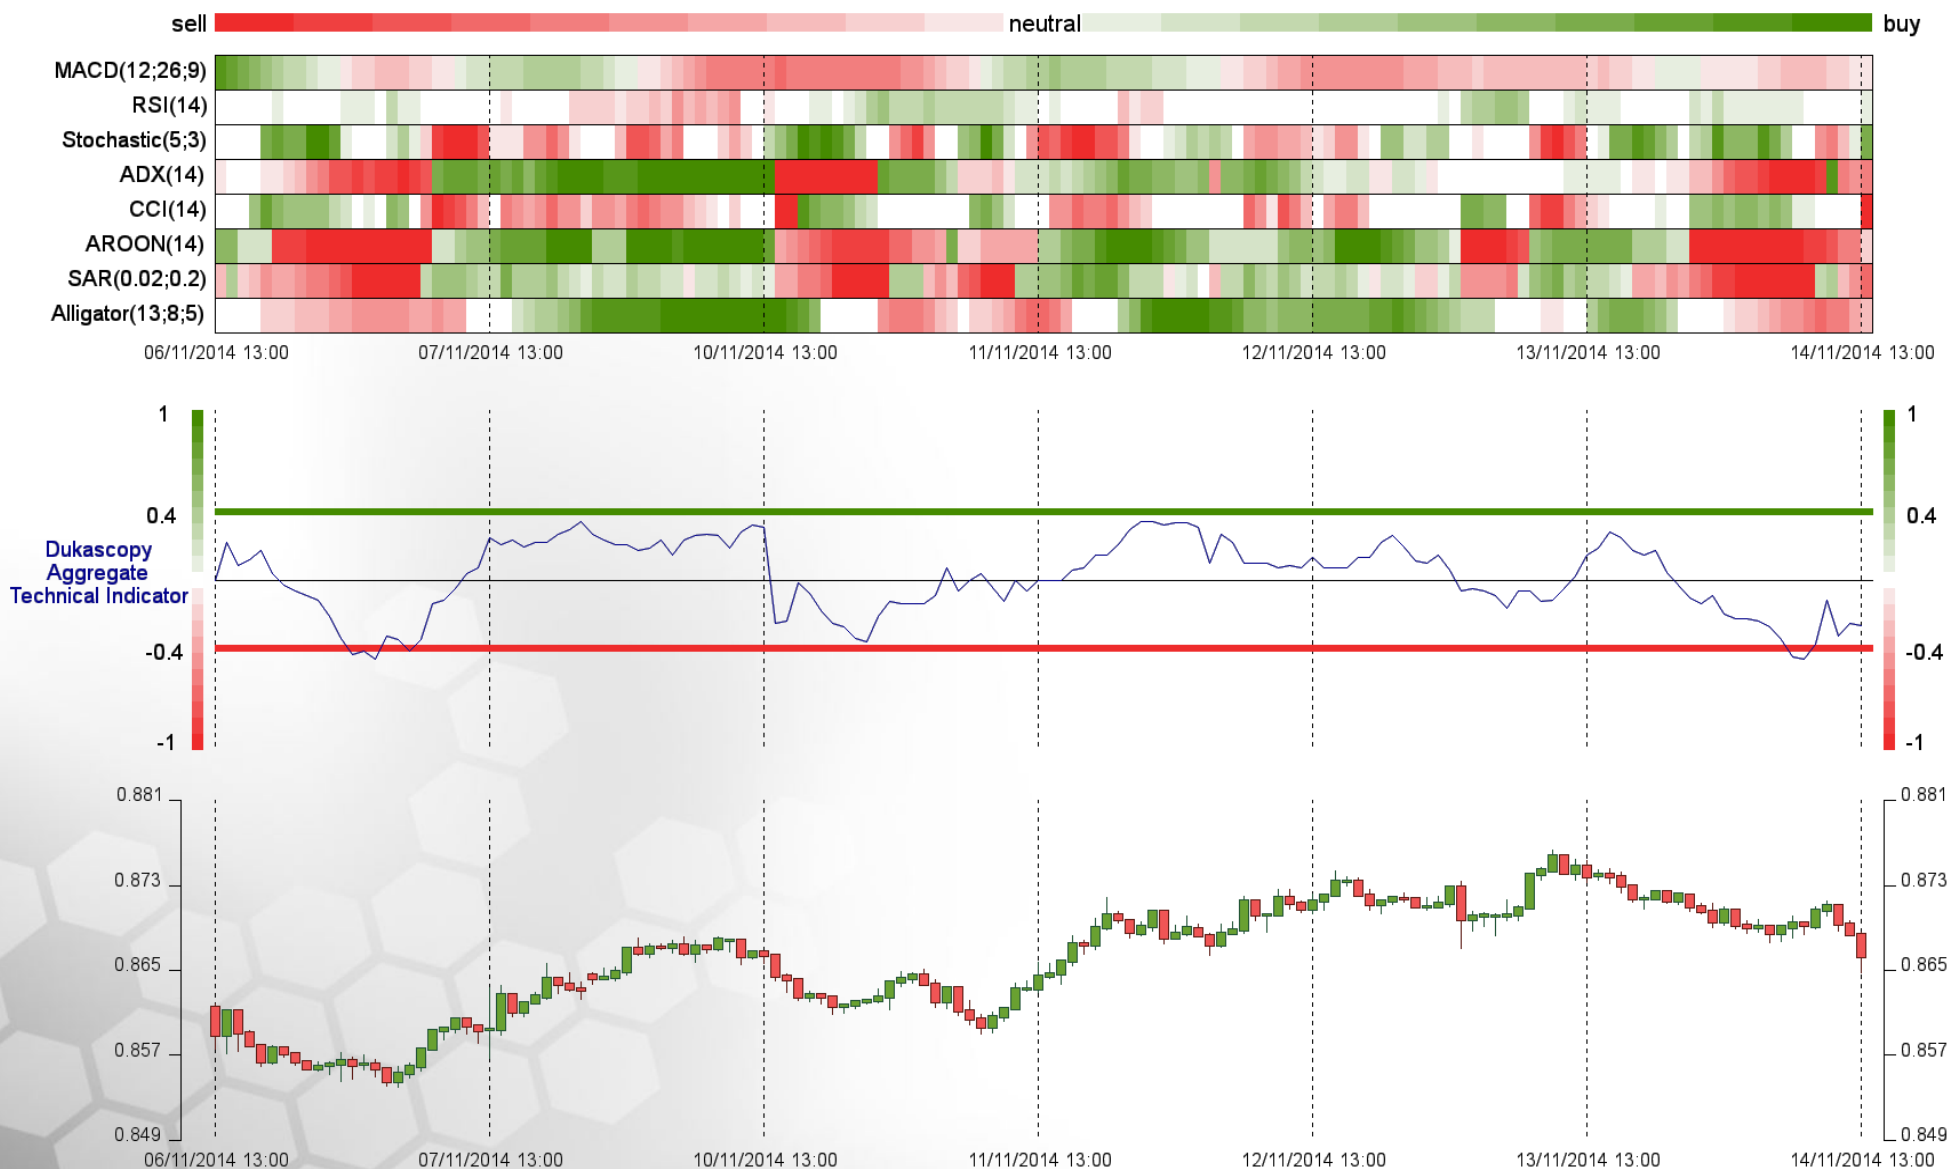 sell neutral buy
MACD(12;26;9)
RSI(14)
Stochastic(5;3)
ADX(14)
CCI(14)
AROON(14)
SAR(0.02;0.2)
Alligator(13;8;5)
06/11/2014 13:00 07/11/2014 13:00 10/11/2014 13:00 11/11/2014 13:00 12/11/2014 13:00 13/11/2014 13:00 14/11/2014 13:00
1 1
0.4 0.4
Dukascopy
Aggregate
Technical Indicator
-0.4 -0.4
-1 -1
0.881 0.881
0.873 0.873
0.865 0.865
0.857 0.857
0.849 0.849
06/11/2014 13:00 07/11/2014 13:00 10/11/2014 13:00 11/11/2014 13:00 12/11/2014 13:00 13/11/2014 13:00 14/11/2014 13:00